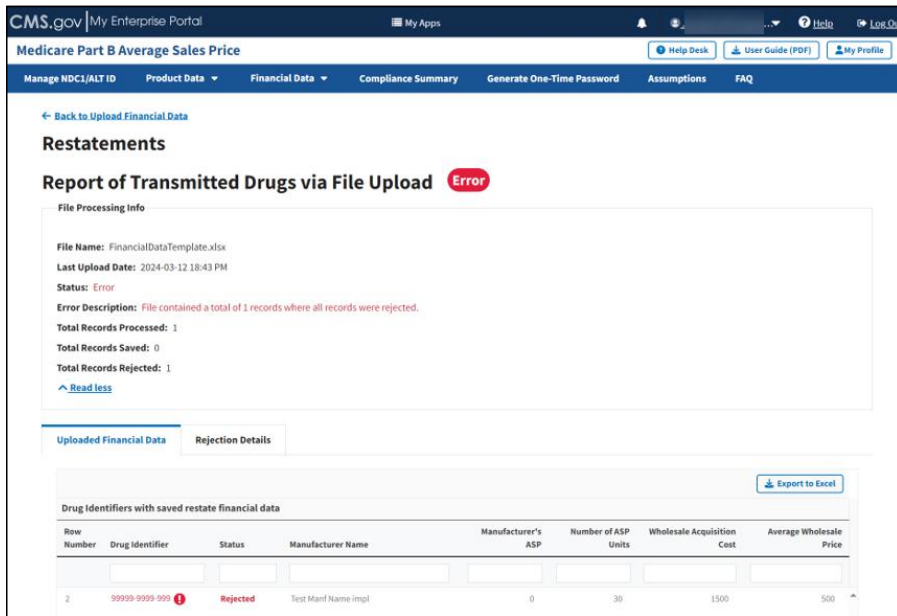 CMS.gov My Enterprise Portal My Apps Help
Medicare Part B Average Sales Price Help Desk User Guide (PDF) My Profile
Manage NDC1/ALT ID Product Data Financial Data Compliance Summary Generate One-Time Password Assumptions FAQ
Back to Upload Financial Data
Restatements
Report of Transmitted Drugs via File Upload Error
File Processing Info
File Name: FinancialDataTemplate.xlsx
Last Upload Date: 2024-03-12 18:43 PM
Status: Error
Error Description: File contained a total of 1 records where all records were rejected.
Total Records Processed: 1
Total Records Saved: 0
Total Records Rejected: 1
Read less
Uploaded Financial Data Rejection Details
Export to Excel
Drug Identifiers with saved restate financial data
Row Number Drug Identifier Status Manufacturer Name Manufacturer's ASP Number of ASP Units Wholesale Acquisition Cost Average Wholesale Price
2 99999-9999-999 Rejected Test Manf Name impl 0 30 1500 500